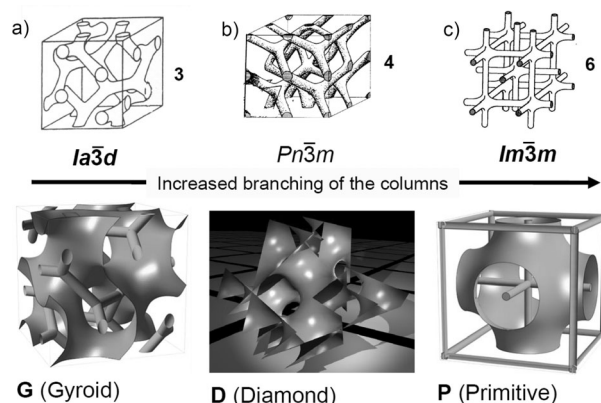 a)
3
b)
4
c)
6
Ia3̅d
Pn3̅m
Im3̅m
Increased branching of the columns
G (Gyroid)
D (Diamond)
P (Primitive)